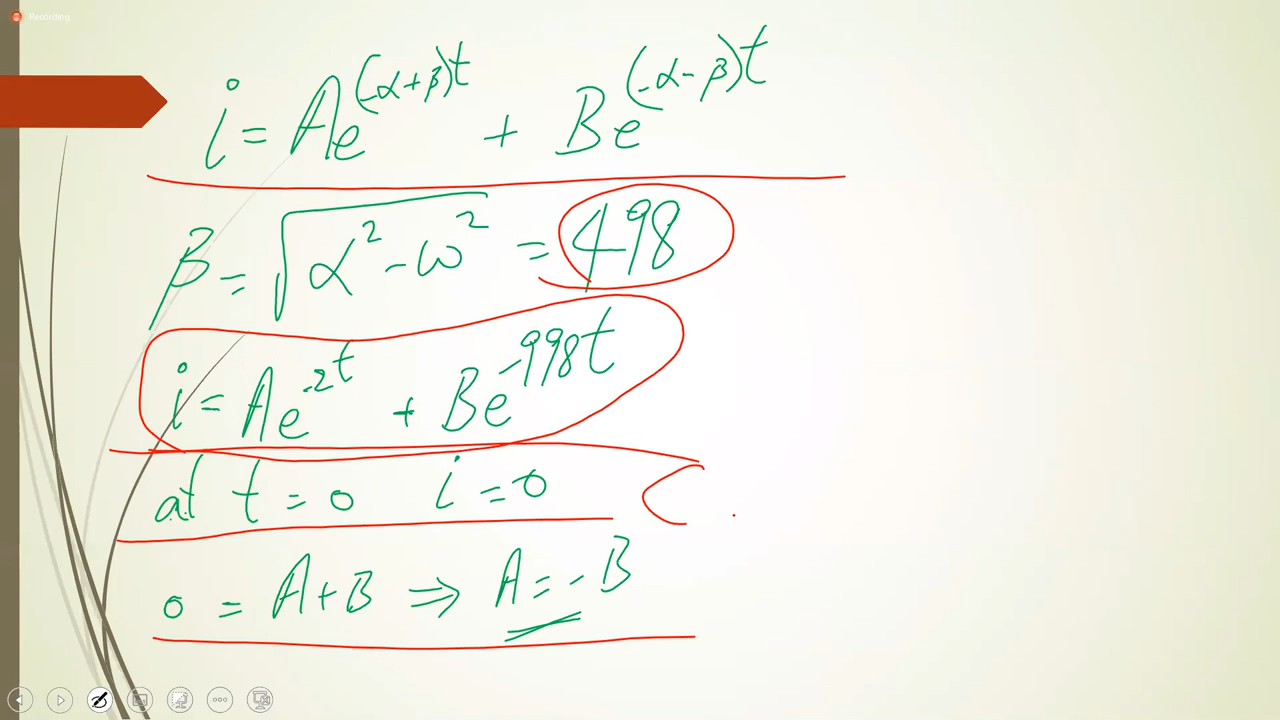 Recording
i = Ae^(-α+β)t + Be^(-α-β)t
β = √α² - ω² = 498
i = Ae^-2t + Be^-998t
at t = 0 i = 0
0 = A+B ⇒ A = -B